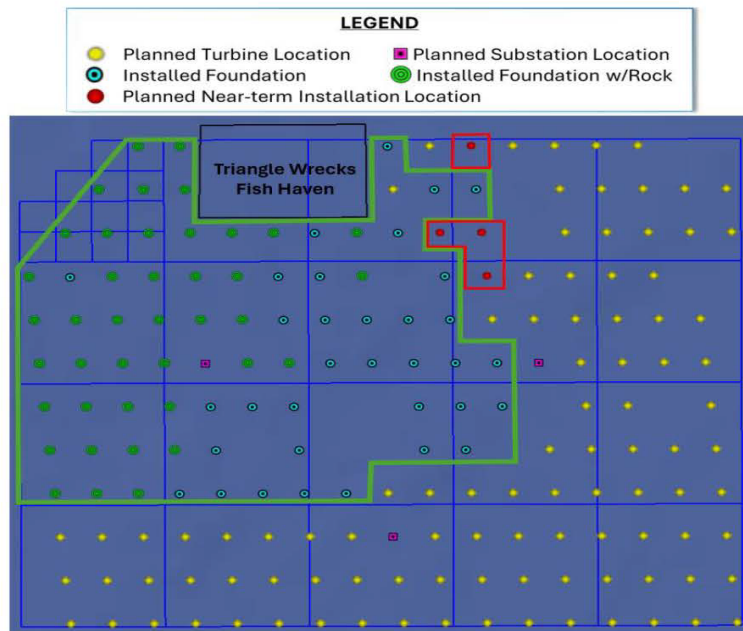 LEGEND
Planned Turbine Location
Planned Substation Location
Installed Foundation
Installed Foundation w/Rock
Planned Near-term Installation Location
Triangle Wrecks
Fish Haven